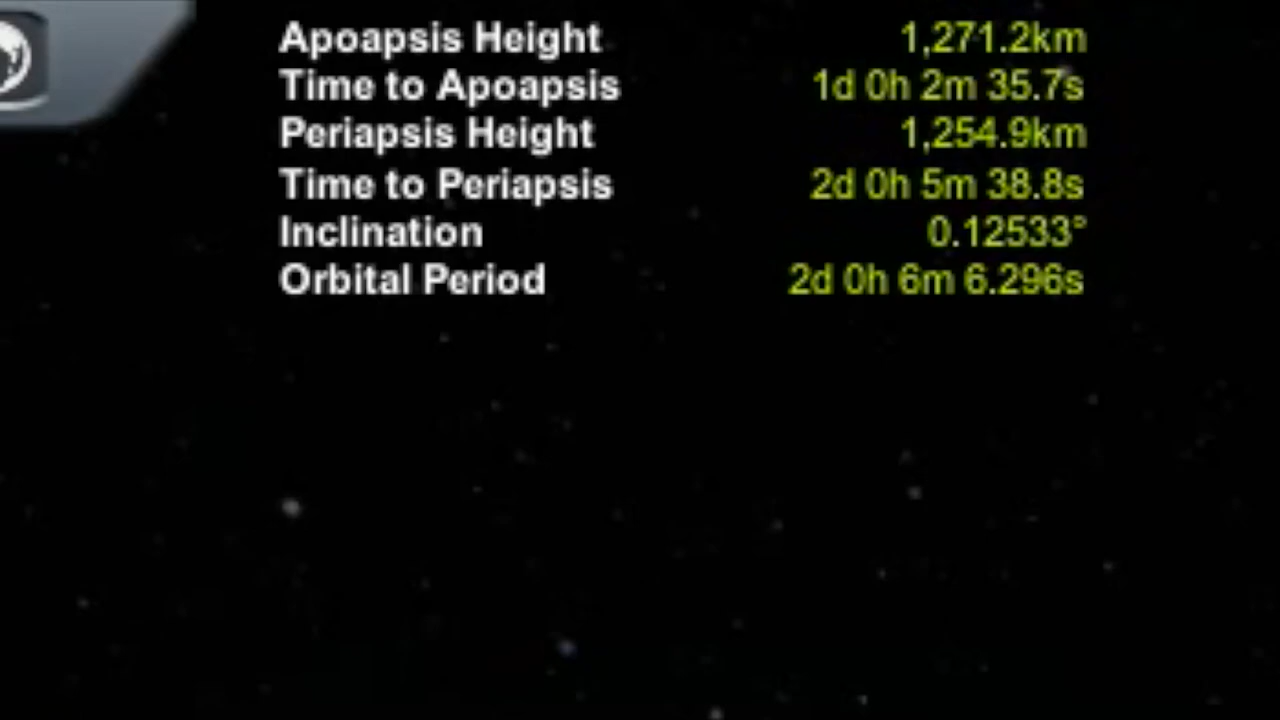 Apoapsis Height 1,271.2km
Time to Apoapsis 1d 0h 2m 35.7s
Periapsis Height 1,254.9km
Time to Periapsis 2d 0h 5m 38.8s
Inclination 0.12533°
Orbital Period 2d 0h 6m 6.296s